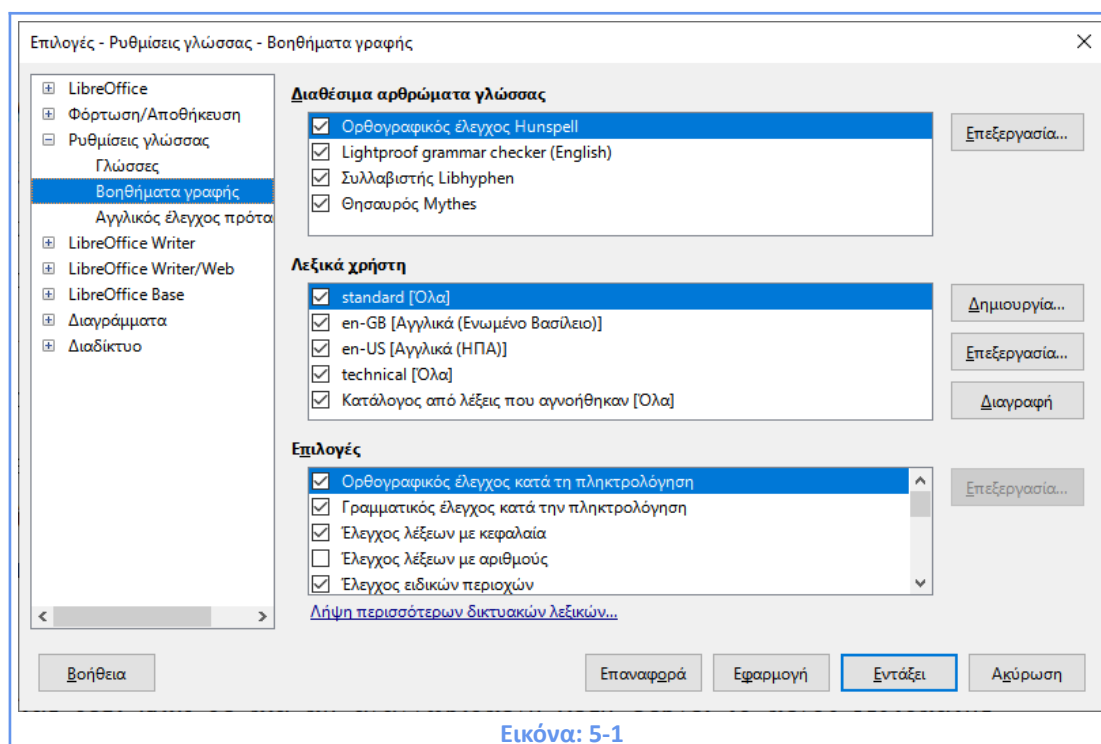 Επιλογές - Ρυθμίσεις γλώσσας - Βοηθήματα γραφής
LibreOffice
Φόρτωση/Αποθήκευση
Ρυθμίσεις γλώσσας
Γλώσσες
Βοηθήματα γραφής
Αγγλικός έλεγχος πρότα
LibreOffice Writer
LibreOffice Writer/Web
LibreOffice Base
Διαγράμματα
Διαδίκτυο
Διαθέσιμα αρθρώματα γλώσσας
Ορθογραφικός έλεγχος Hunspell
Lightproof grammar checker (English)
Συλλαβιστής Libhyphen
Θησαυρός Mythes
Επεξεργασία...
Λεξικά χρήστη
standard [Όλα]
en-GB [Αγγλικά (Ενωμένο Βασίλειο)]
en-US [Αγγλικά (ΗΠΑ)]
technical [Όλα]
Κατάλογος από λέξεις που αγνοήθηκαν [Όλα]
Δημιουργία...
Επεξεργασία...
Διαγραφή
Επιλογές
Ορθογραφικός έλεγχος κατά τη πληκτρολόγηση
Γραμματικός έλεγχος κατά την πληκτρολόγηση
Έλεγχος λέξεων με κεφαλαία
Έλεγχος λέξεων με αριθμούς
Έλεγχος ειδικών περιοχών
Επεξεργασία...
Λήψη περισσότερων δικτυακών λεξικών...
Βοήθεια
Επαναφορά
Εφαρμογή
Εντάξει
Ακύρωση
Εικόνα: 5-1